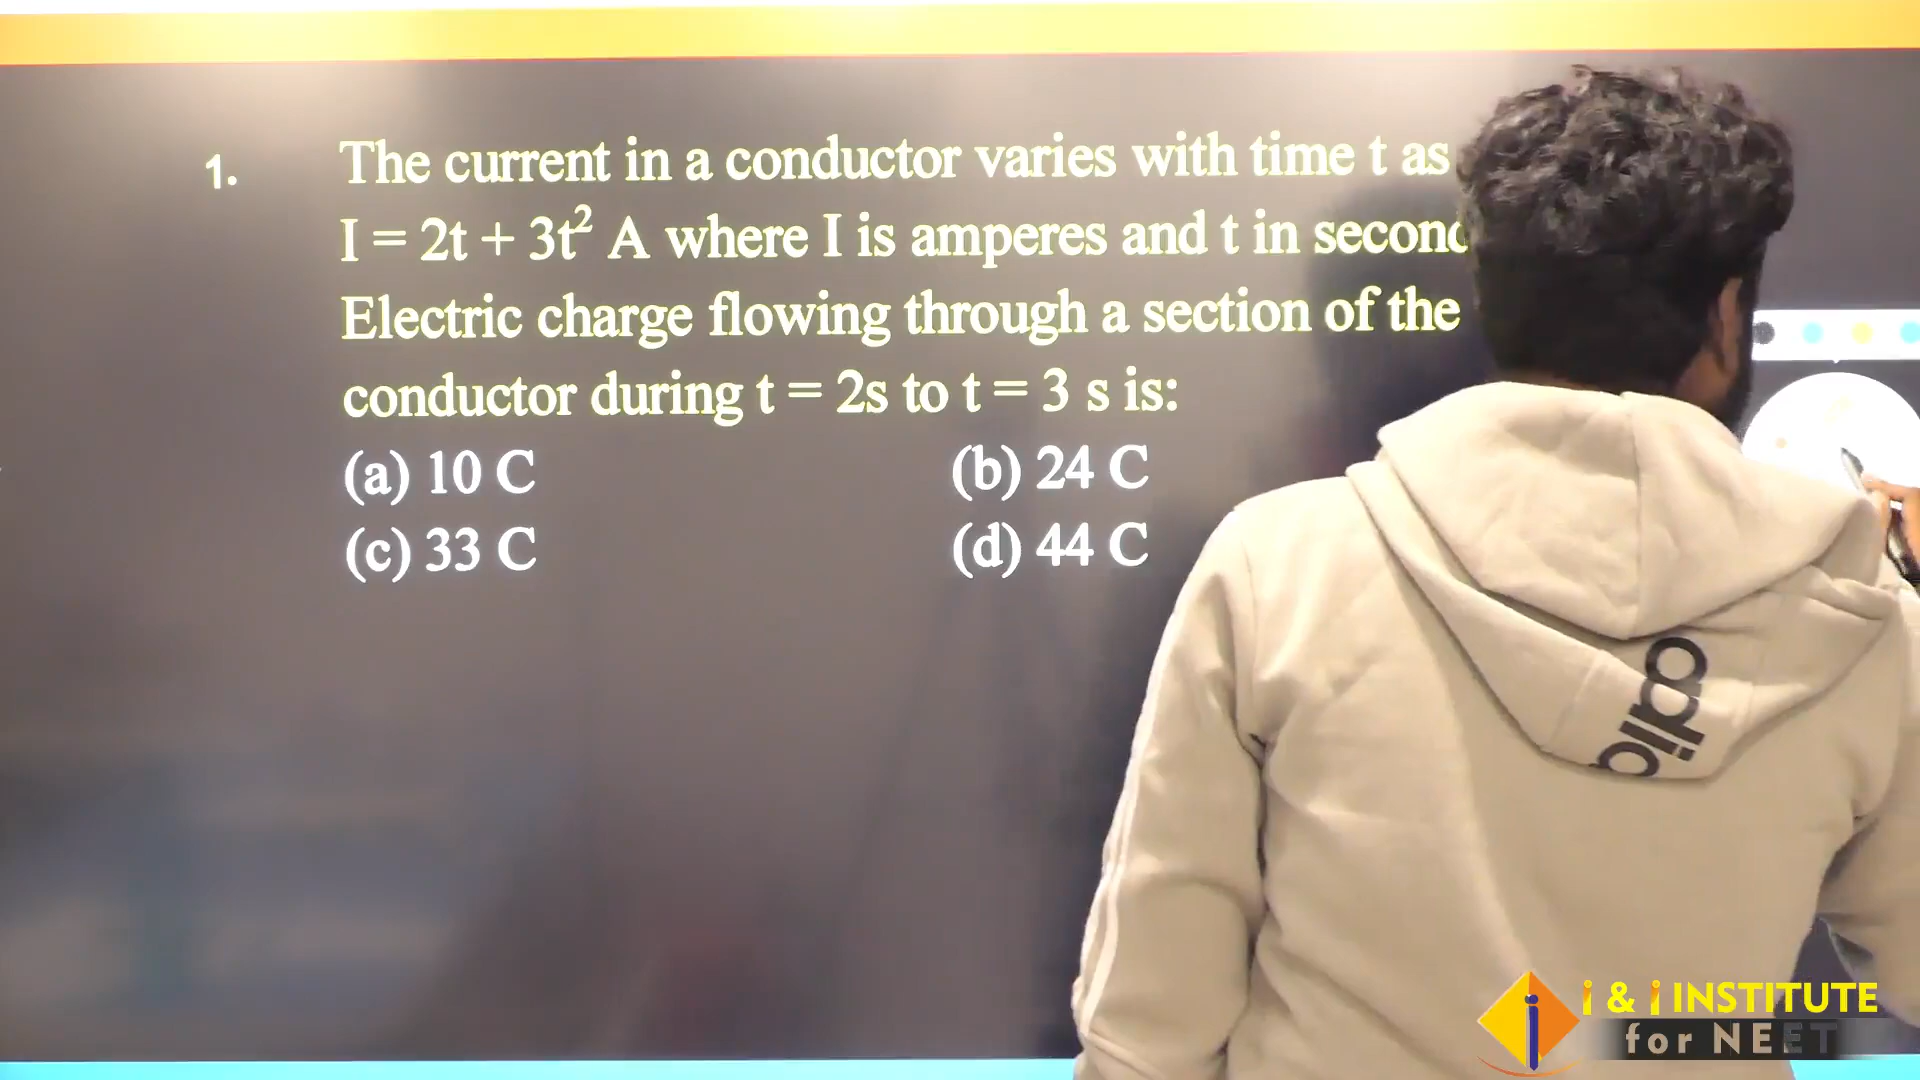 1. The current in a conductor varies with time t as
I = 2t + 3t² A where I is amperes and t in second
Electric charge flowing through a section of the
conductor during t = 2s to t = 3 s is:
(a) 10 C (b) 24 C
(c) 33 C (d) 44 C
i & i INSTITUTE
for NEET